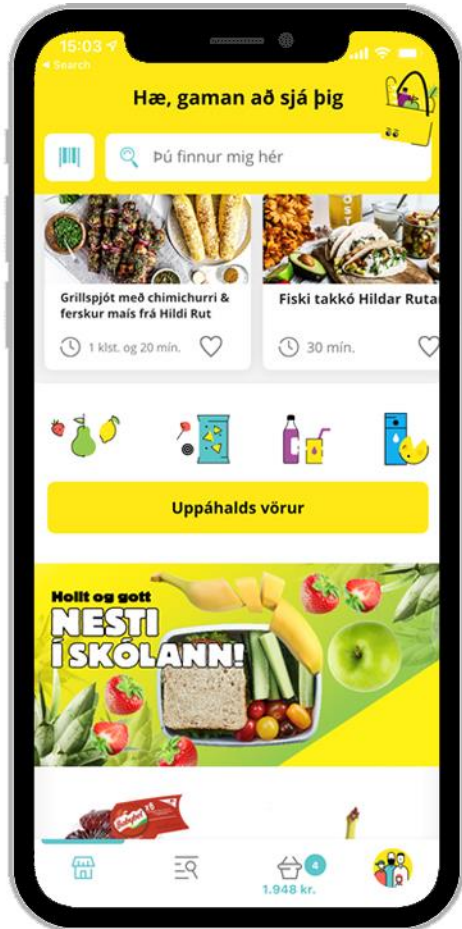 15:03
◂ Search
Hæ, gaman að sjá þig
Þú finnur mig hér
Grillspjót með chimichurri &
ferskur maís frá Hildi Rut
1 klst. og 20 mín.
Fiski takkó Hildar Ruta
30 mín.
Uppáhalds vörur
Hollt og gott
NESTI
Í SKÓLANN!
Babybel
4
1.948 kr.